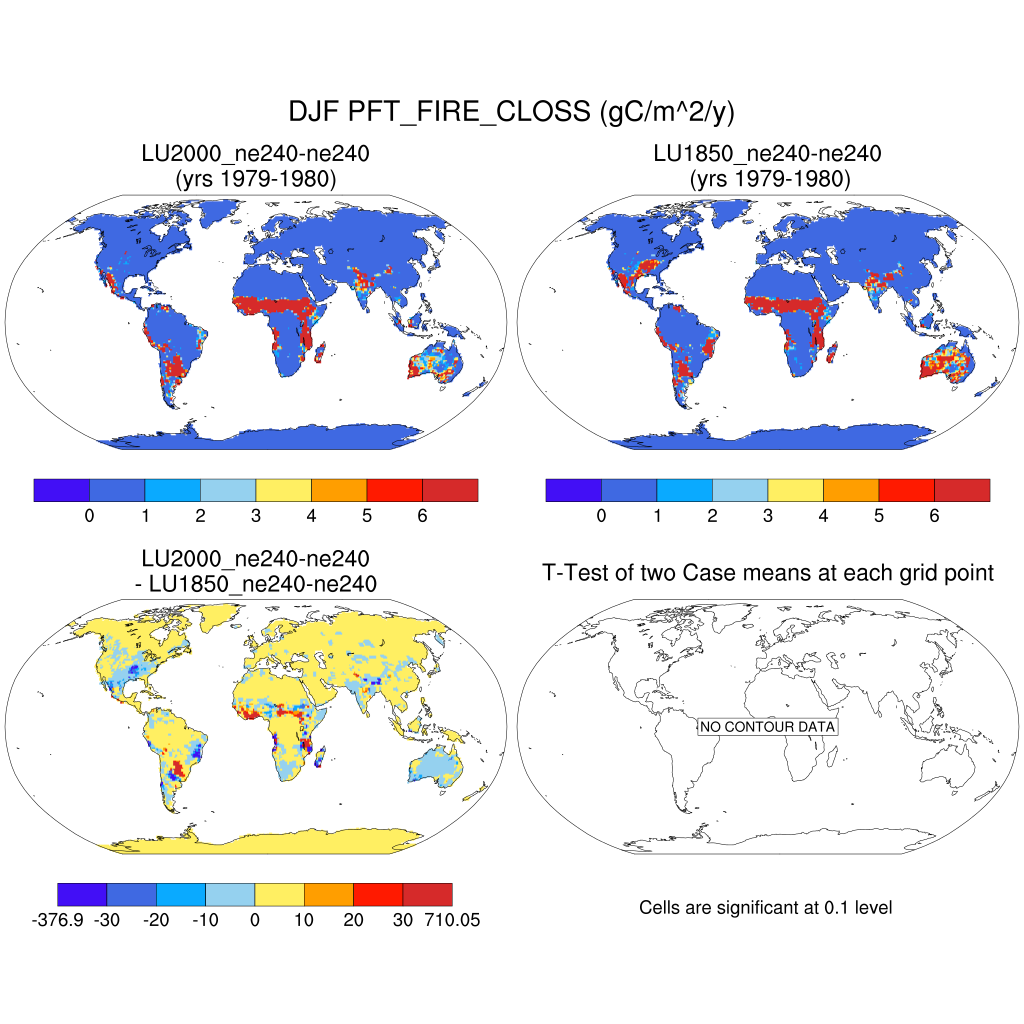 DJF PFT_FIRE_CLOSS (gC/m^2/y)
LU2000_ne240-ne240
(yrs 1979-1980)
LU1850_ne240-ne240
(yrs 1979-1980)
0 1 2 3 4 5 6
0 1 2 3 4 5 6
LU2000_ne240-ne240
- LU1850_ne240-ne240
T-Test of two Case means at each grid point
NO CONTOUR DATA
-376.9 -30 -20 -10 0 10 20 30 710.05
Cells are significant at 0.1 level